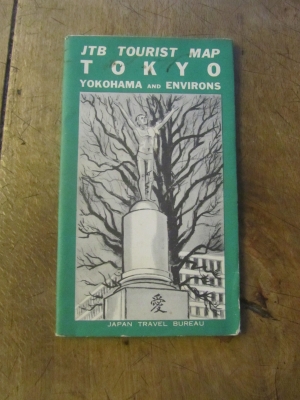 JTB TOURIST MAP
TOKYO
YOKOHAMA AND ENVIRONS
愛
JAPAN TRAVEL BUREAU